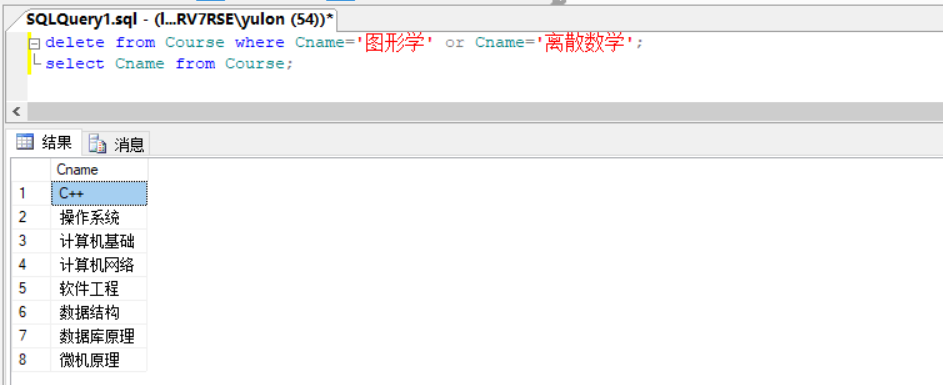 SQLQuery1.sql - (l...RV7RSE\yulon (54))*
delete from Course where Cname='图形学' or Cname='离散数学';
select Cname from Course;
结果 消息
Cname
1 C++
2 操作系统
3 计算机基础
4 计算机网络
5 软件工程
6 数据结构
7 数据库原理
8 微机原理